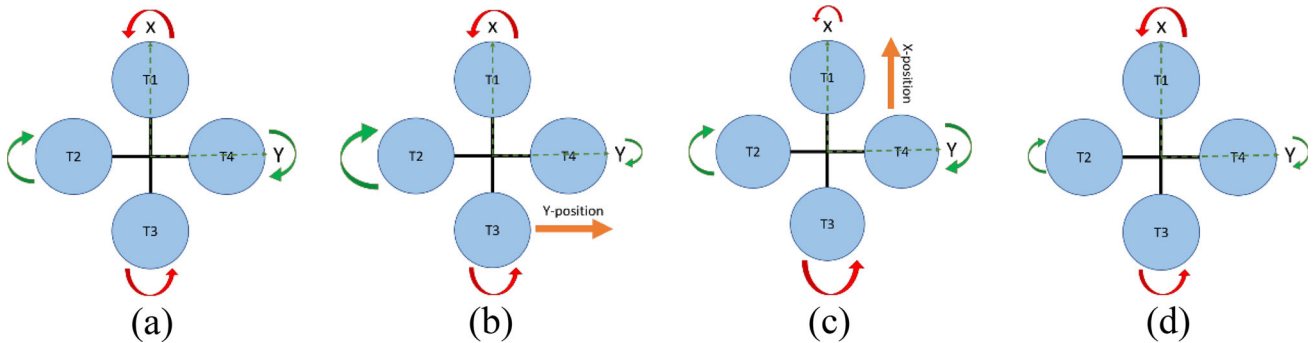 X
T1
T2
T4
Y
T3
(a)
X
T1
T2
T4
Y
Y-position
T3
(b)
X
X-position
T1
T2
T4
Y
T3
(c)
X
T1
T2
T4
Y
T3
(d)